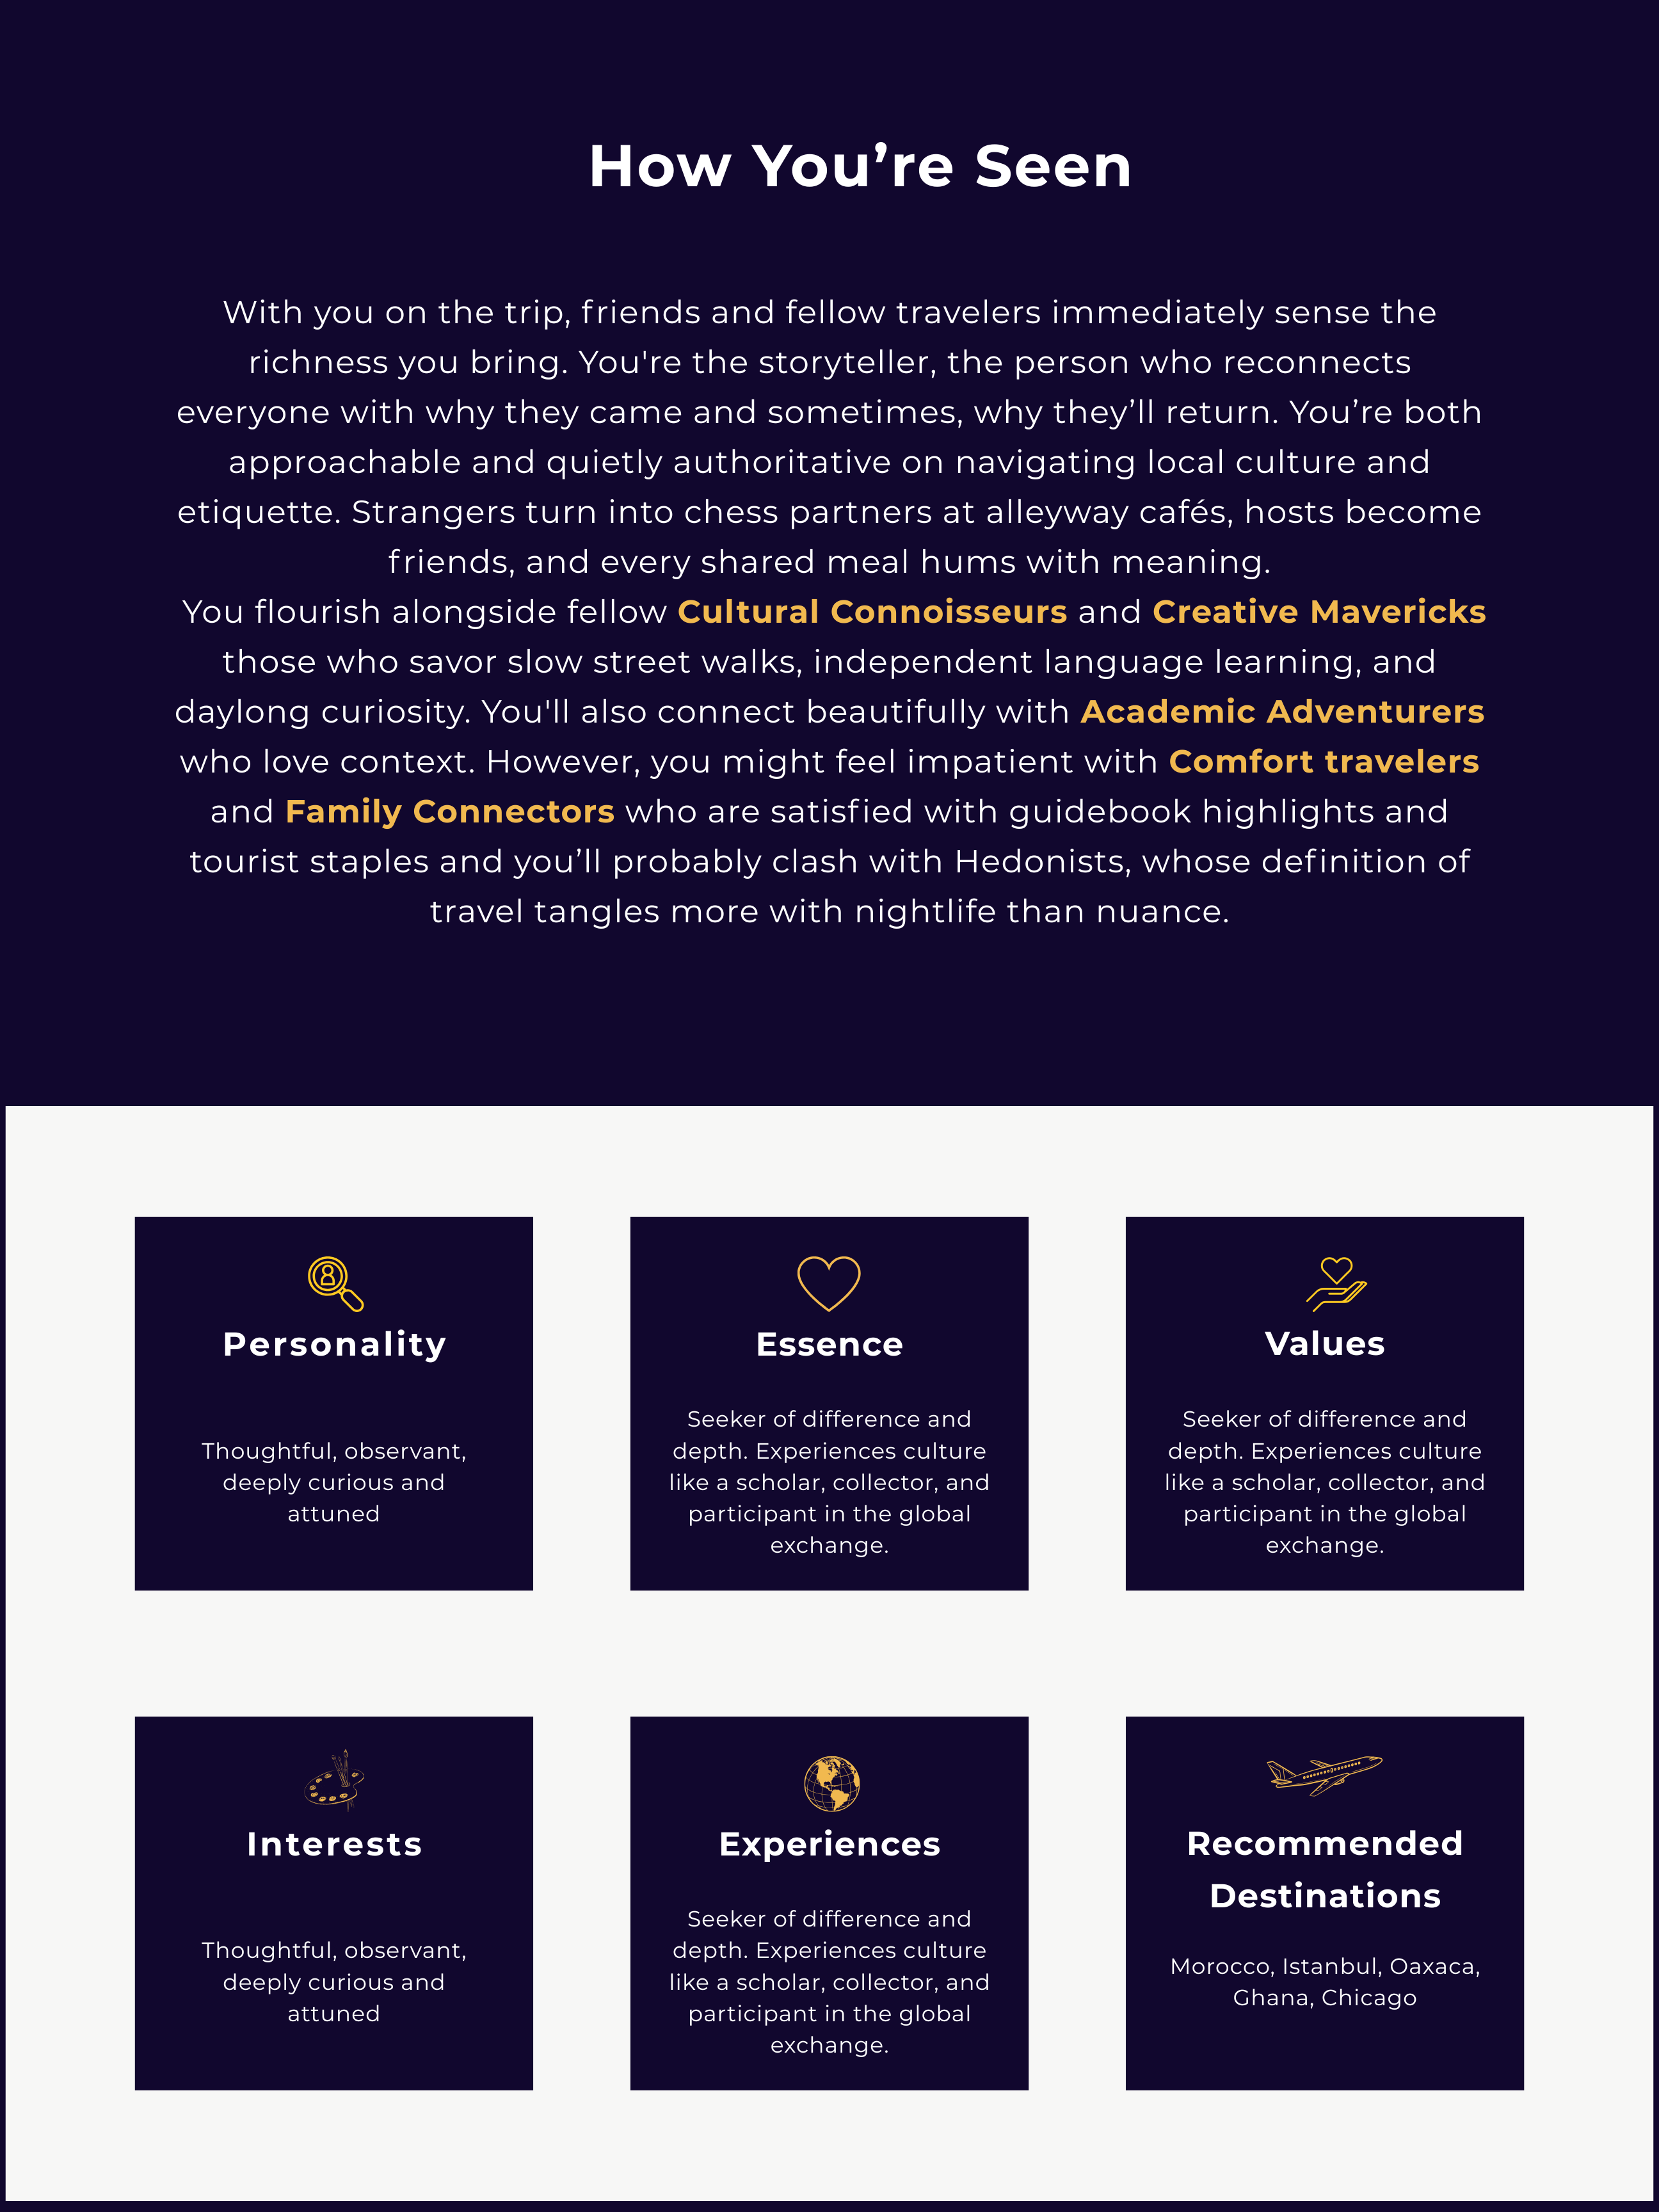 How You’re Seen
With you on the trip, friends and fellow travelers immediately sense the
richness you bring. You're the storyteller, the person who reconnects
everyone with why they came and sometimes, why they’ll return. You’re both
approachable and quietly authoritative on navigating local culture and
etiquette. Strangers turn into chess partners at alleyway cafés, hosts become
friends, and every shared meal hums with meaning.
You flourish alongside fellow Cultural Connoisseurs and Creative Mavericks
those who savor slow street walks, independent language learning, and
daylong curiosity. You'll also connect beautifully with Academic Adventurers
who love context. However, you might feel impatient with Comfort travelers
and Family Connectors who are satisfied with guidebook highlights and
tourist staples and you’ll probably clash with Hedonists, whose definition of
travel tangles more with nightlife than nuance.
Personality
Thoughtful, observant,
deeply curious and
attuned
Essence
Seeker of difference and
depth. Experiences culture
like a scholar, collector, and
participant in the global
exchange.
Values
Seeker of difference and
depth. Experiences culture
like a scholar, collector, and
participant in the global
exchange.
Interests
Thoughtful, observant,
deeply curious and
attuned
Experiences
Seeker of difference and
depth. Experiences culture
like a scholar, collector, and
participant in the global
exchange.
Recommended
Destinations
Morocco, Istanbul, Oaxaca,
Ghana, Chicago